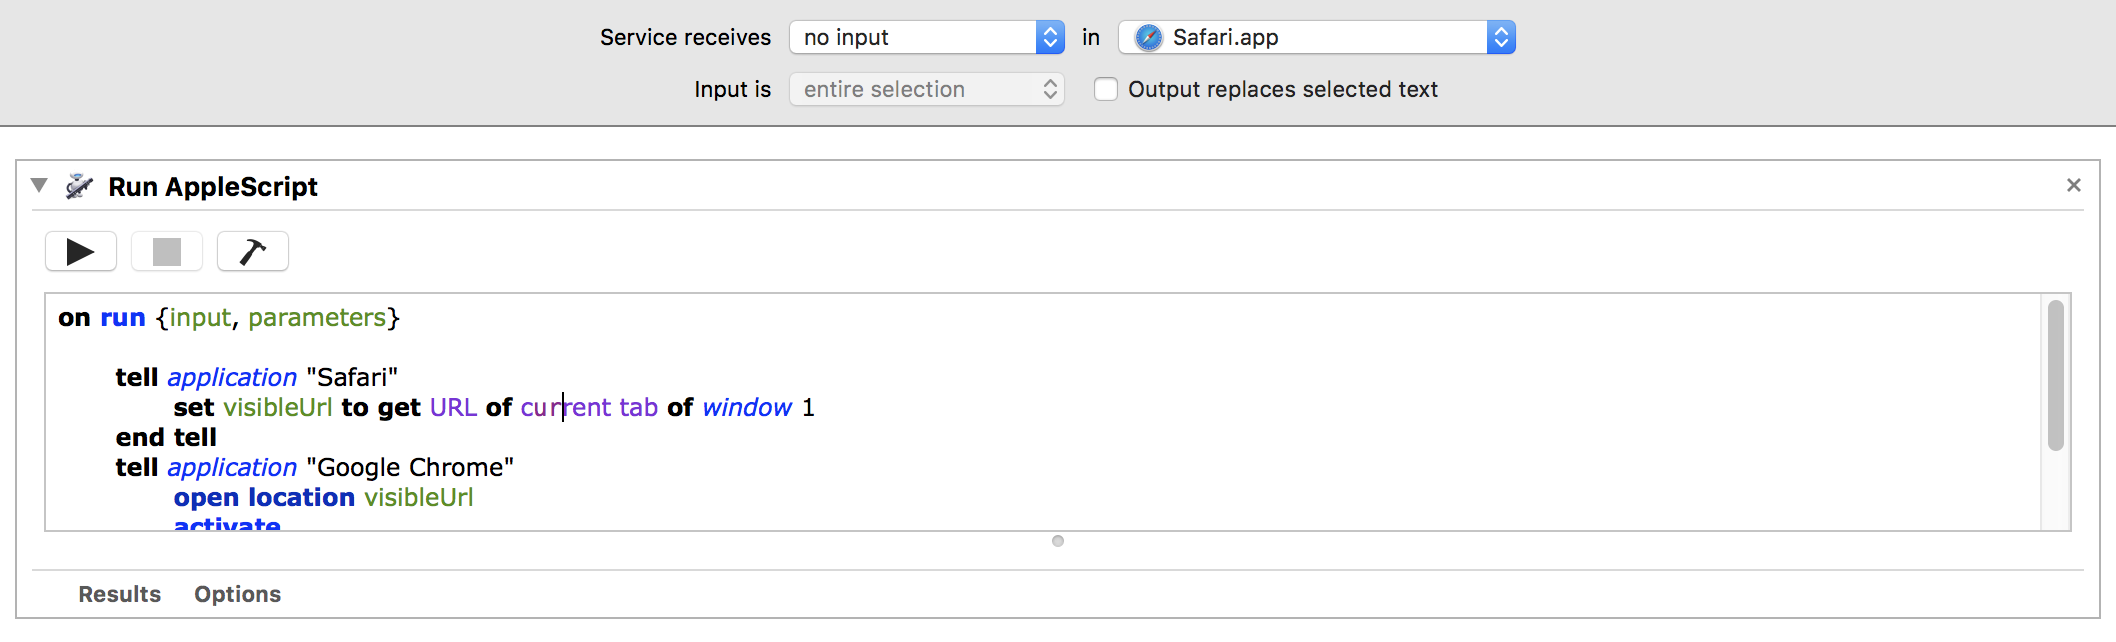 Service receives no input in Safari.app
Input is entire selection Output replaces selected text
Run AppleScript
on run {input, parameters}
tell application "Safari"
set visibleUrl to get URL of current tab of window 1
end tell
tell application "Google Chrome"
open location visibleUrl
activate
Results Options